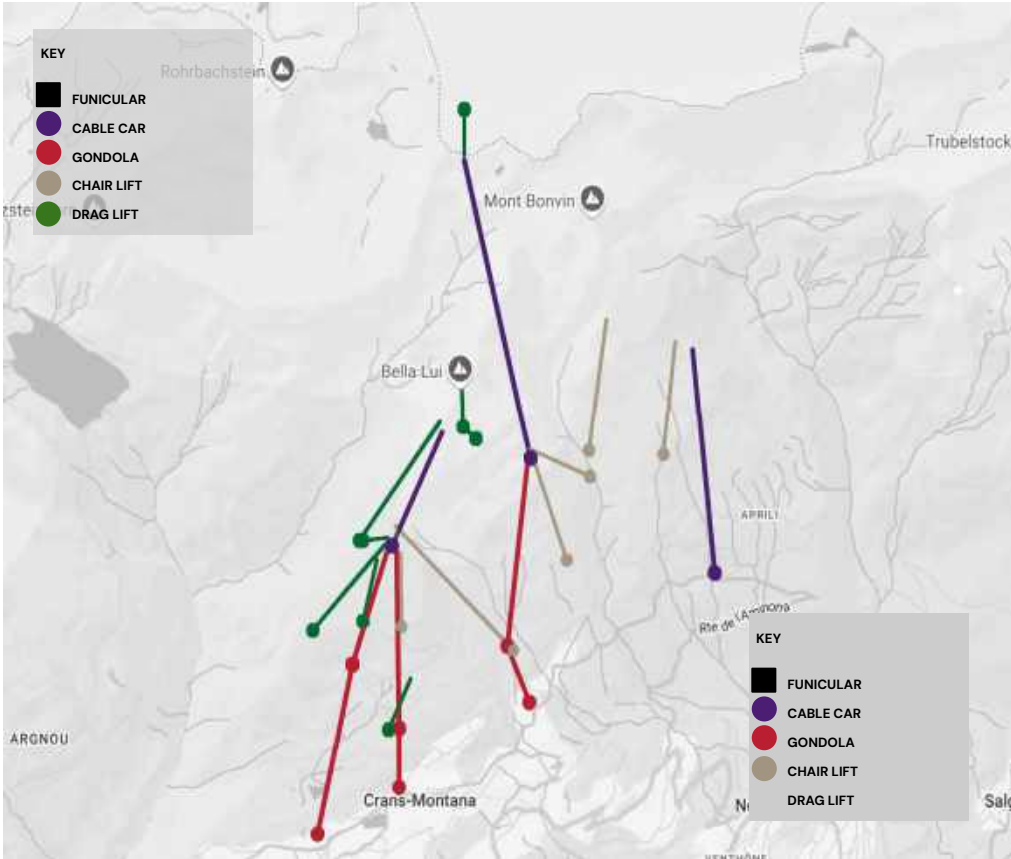 KEY
FUNICULAR
CABLE CAR
GONDOLA
CHAIR LIFT
DRAG LIFT
Rohrbachstein
Trubelstock
Mont Bonvin
Bella Lui
APRILI
Rte de l'Aminona
KEY
FUNICULAR
CABLE CAR
GONDOLA
CHAIR LIFT
DRAG LIFT
ARGNOU
Crans-Montana